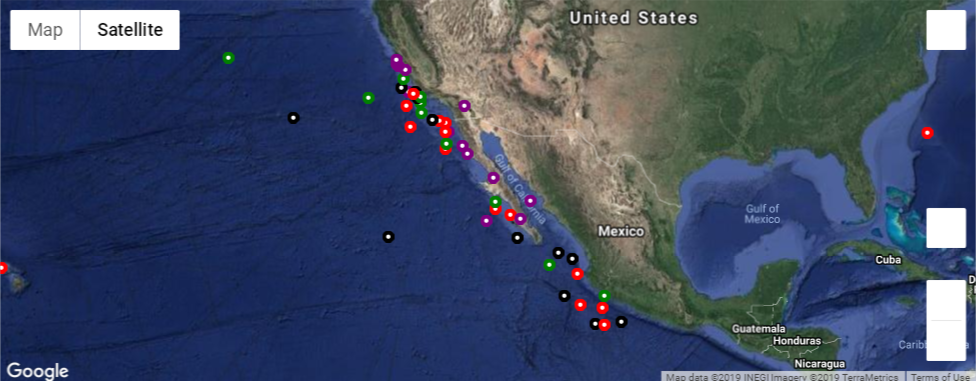 Map
Satellite
United States
Gulf of California
Gulf of
Mexico
Mexico
Cuba
Guatemala
Honduras
Nicaragua
Google
Map data ©2019 INEGI Imagery ©2019 TerraMetrics
Terms of Use